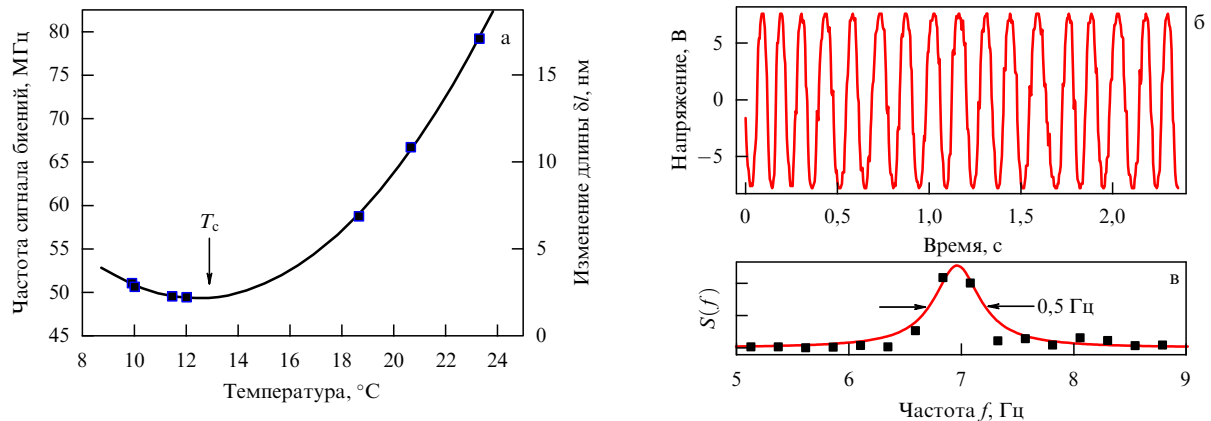 а
Частота сигнала биений, МГц
80
75
70
65
60
55
50
45
T_c
15
10
5
0
Изменение длины δl, нм
8 10 12 14 16 18 20 22 24
Температура, °C
б
Напряжение, В
5
0
−5
0 0,5 1,0 1,5 2,0
Время, с
в
S(f)
0,5 Гц
5 6 7 8 9
Частота f, Гц